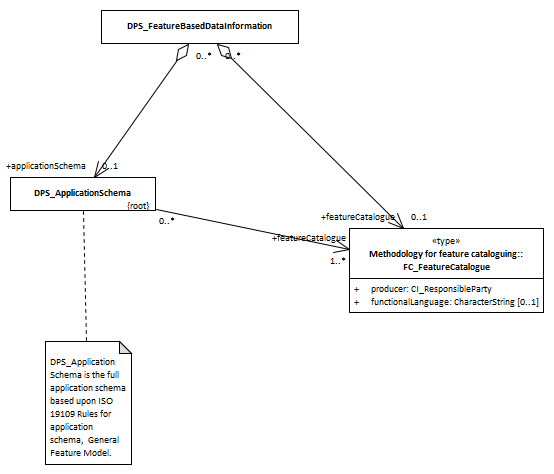 DPS_FeatureBasedDataInformation
0..*
0..*
+applicationSchema
0..1
DPS_ApplicationSchema
{root}
0..*
+featureCatalogue
0..1
+featureCatalogue
1..*
«type»
Methodology for feature cataloguing::
FC_FeatureCatalogue
+ producer: CI_ResponsibleParty
+ functionalLanguage: CharacterString [0..1]
DPS_Application
Schema is the full
application schema
based upon ISO
19109 Rules for
application
schema, General
Feature Model.